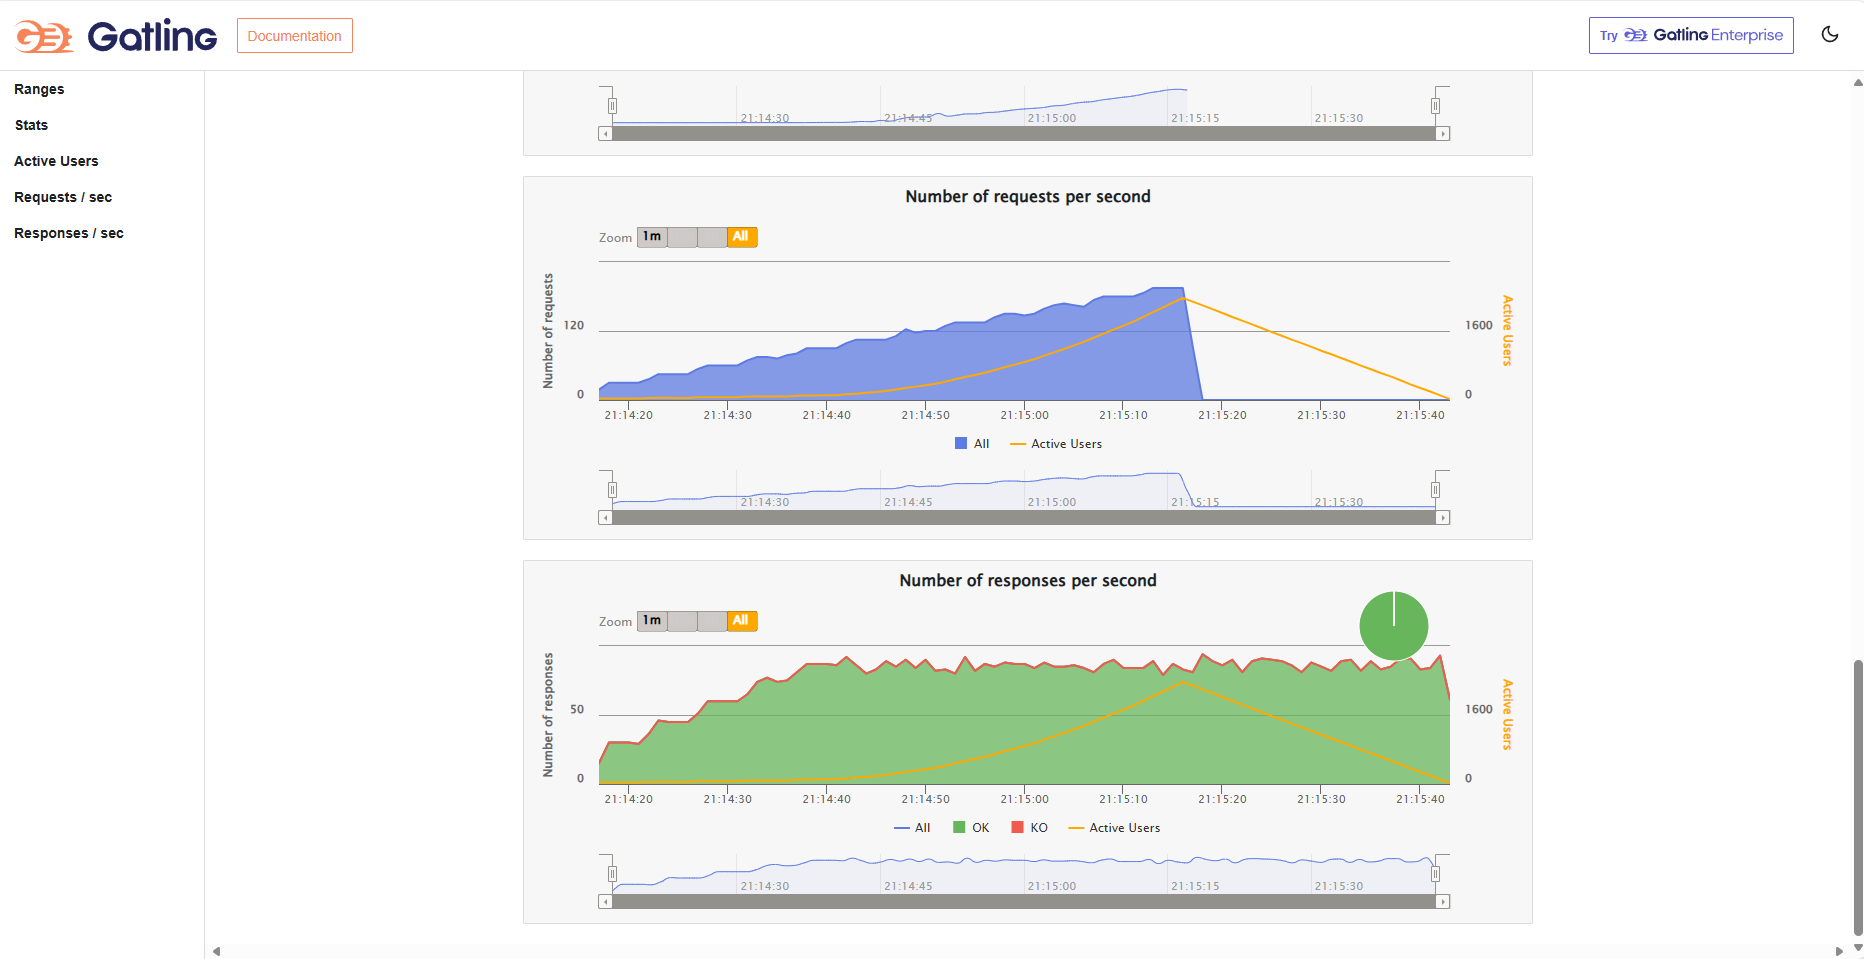 Gatling
Documentation
Try Gatling Enterprise
Ranges
Stats
Active Users
Requests / sec
Responses / sec
21:14:30 21:14:45 21:15:00 21:15:15 21:15:30
Number of requests per second
Zoom 1m All
Number of requests
120
0
1600
0
Active Users
21:14:20 21:14:30 21:14:40 21:14:50 21:15:00 21:15:10 21:15:20 21:15:30 21:15:40
All Active Users
21:14:30 21:14:45 21:15:00 21:15:15 21:15:30
Number of responses per second
Zoom 1m All
Number of responses
50
0
1600
0
Active Users
21:14:20 21:14:30 21:14:40 21:14:50 21:15:00 21:15:10 21:15:20 21:15:30 21:15:40
All OK KO Active Users
21:14:30 21:14:45 21:15:00 21:15:15 21:15:30